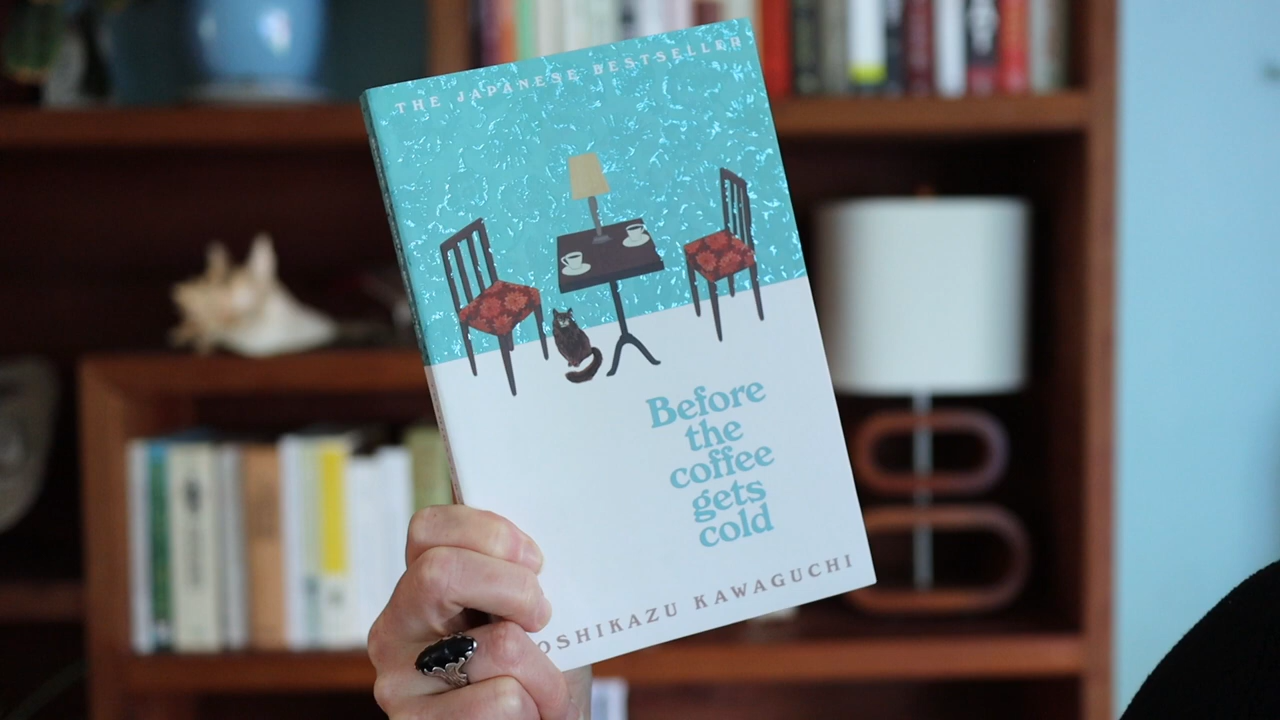 THE JAPANESE BESTSELLER
Before
the
coffee
gets
cold
OSHIKAZU KAWAGUCHI